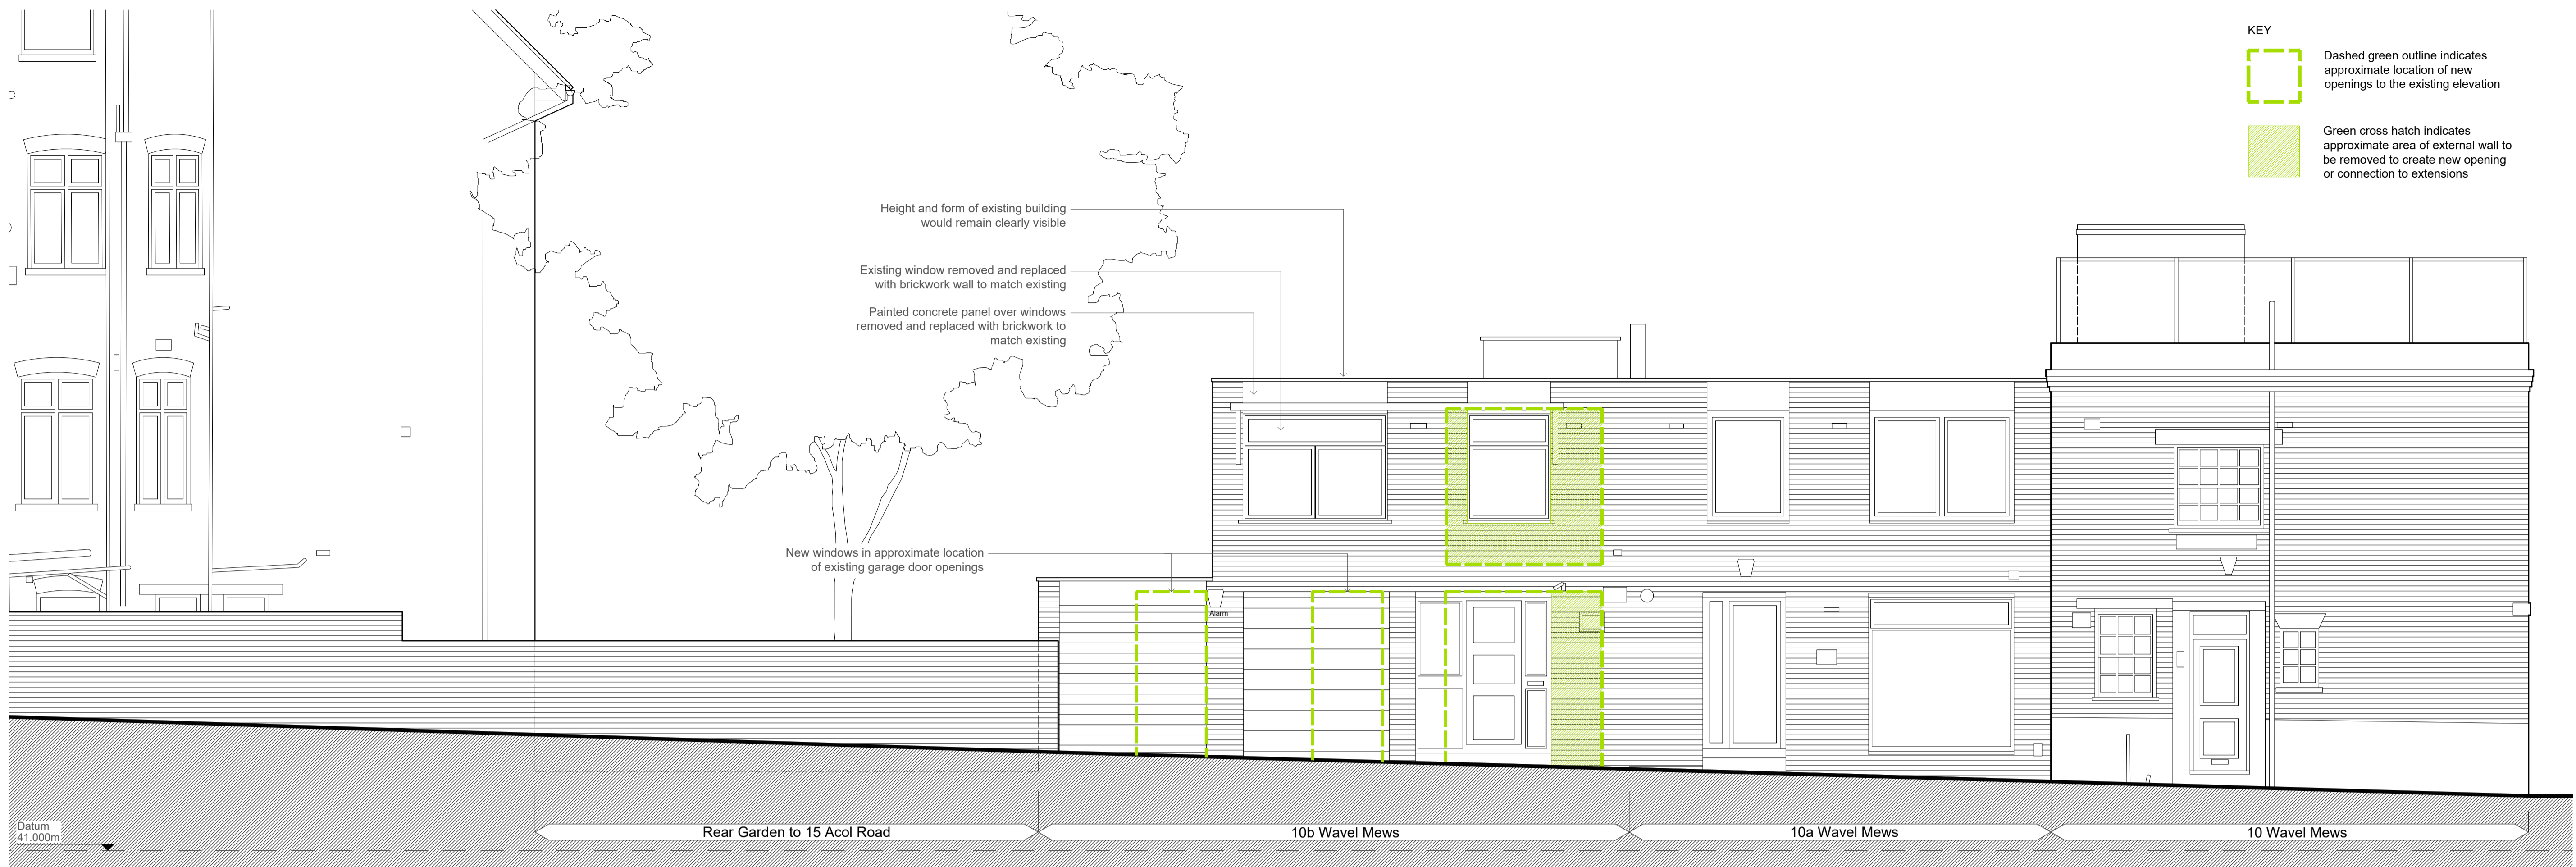 KEY
Dashed green outline indicates
approximate location of new
openings to the existing elevation
Green cross hatch indicates
approximate area of external wall to
be removed to create new opening
or connection to extensions
Height and form of existing building
would remain clearly visible
Existing window removed and replaced
with brickwork wall to match existing
Painted concrete panel over windows
removed and replaced with brickwork to
match existing
New windows in approximate location
of existing garage door openings
Alarm
Datum
41.000m
Rear Garden to 15 Acol Road
10b Wavel Mews
10a Wavel Mews
10 Wavel Mews